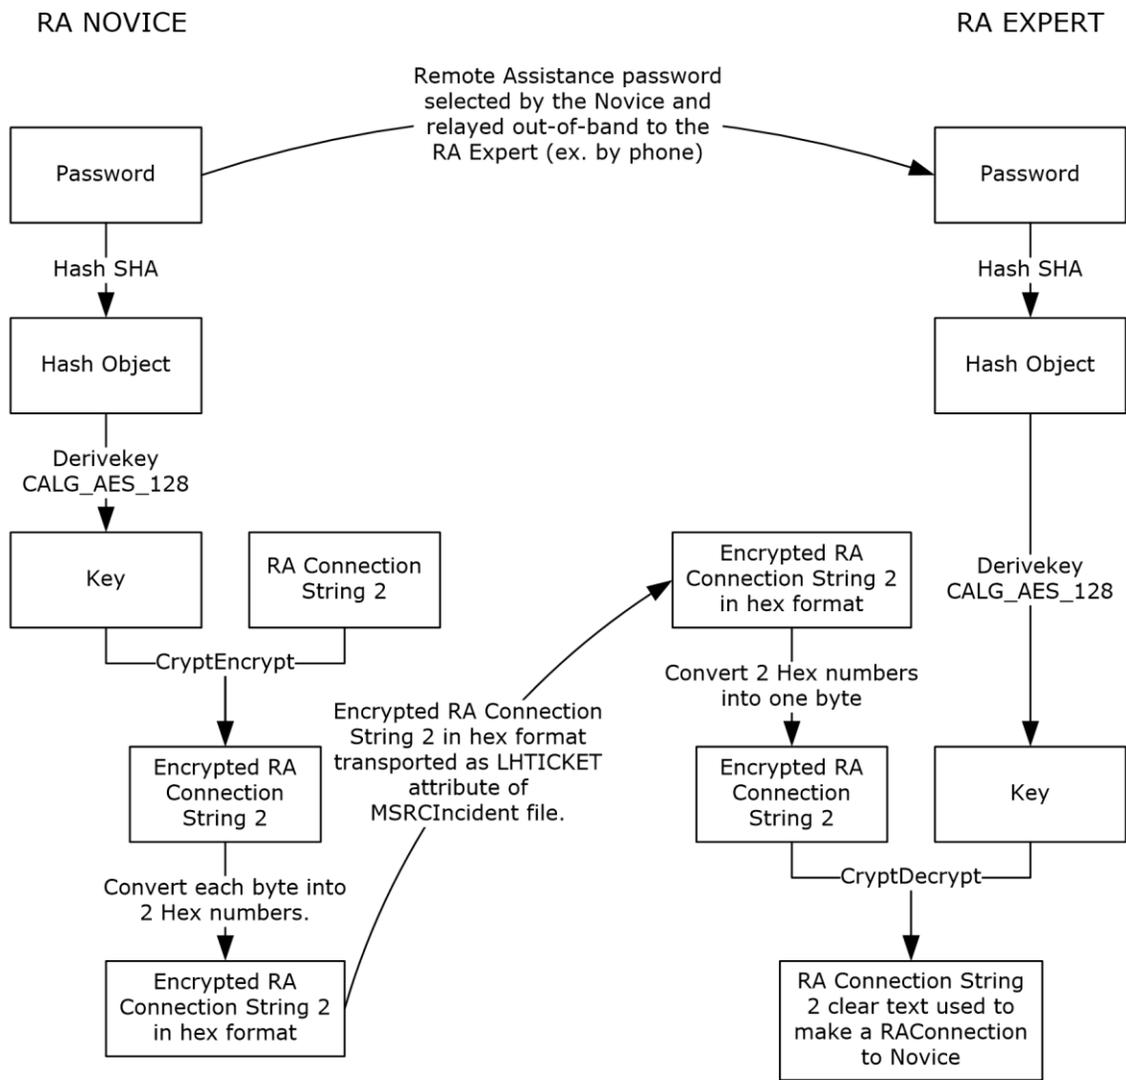 RA NOVICE
RA EXPERT
Remote Assistance password
selected by the Novice and
relayed out-of-band to the
RA Expert (ex. by phone)
Password
Password
Hash SHA
Hash SHA
Hash Object
Hash Object
Derivekey
CALG_AES_128
Key
RA Connection
String 2
CryptEncrypt
Encrypted RA
Connection
String 2
Convert each byte into
2 Hex numbers.
Encrypted RA
Connection String 2
in hex format
Encrypted RA Connection
String 2 in hex format
transported as LHTICKET
attribute of
MSRCIncident file.
Encrypted RA
Connection String 2
in hex format
Convert 2 Hex numbers
into one byte
Encrypted RA
Connection
String 2
Derivekey
CALG_AES_128
Key
CryptDecrypt
RA Connection String
2 clear text used to
make a RAConnection
to Novice